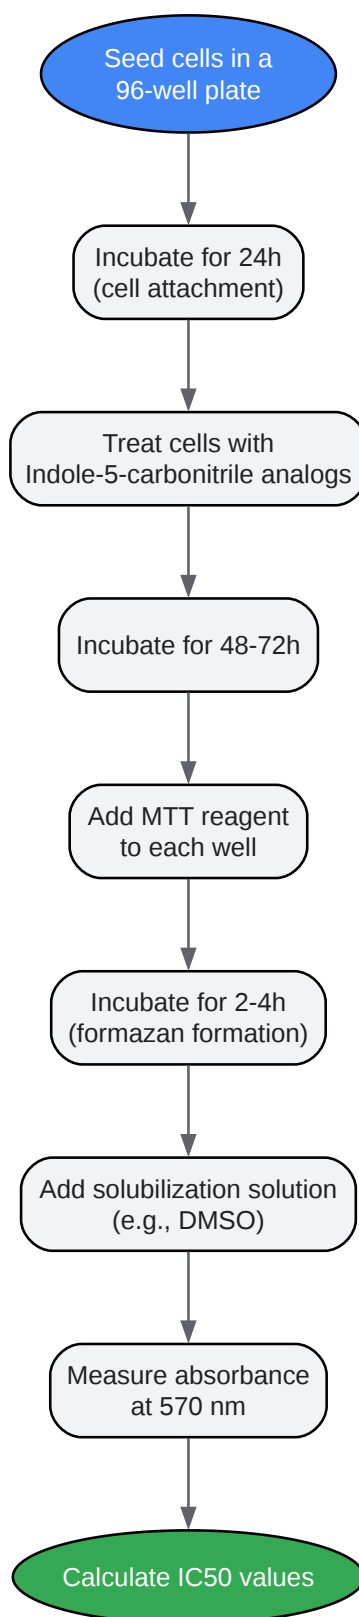 Seed cells in a
96-well plate
Incubate for 24h
(cell attachment)
Treat cells with
Indole-5-carbonitrile analogs
Incubate for 48-72h
Add MTT reagent
to each well
Incubate for 2-4h
(formazan formation)
Add solubilization solution
(e.g., DMSO)
Measure absorbance
at 570 nm
Calculate IC50 values